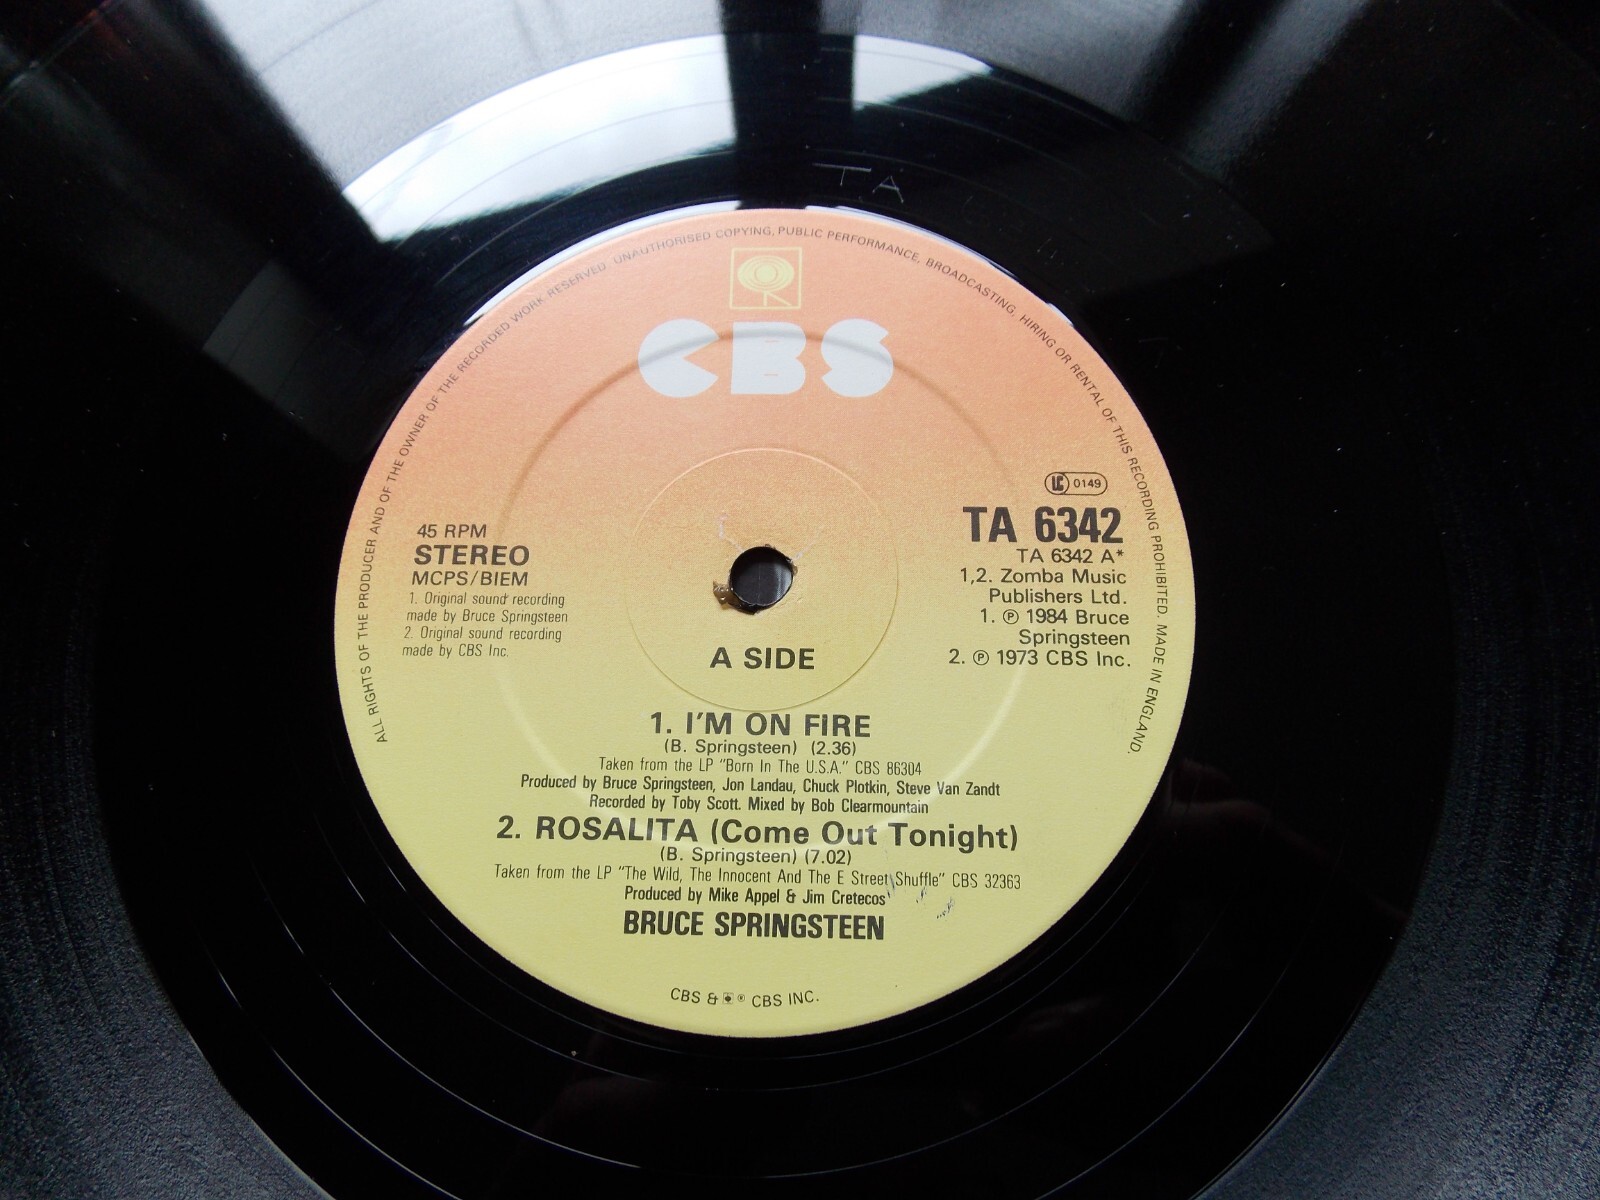 TA
ALL RIGHTS OF THE PRODUCER AND OF THE OWNER OF THE RECORDED WORK RESERVED UNAUTHORISED COPYING, PUBLIC PERFORMANCE, BROADCASTING, HIRING OR RENTAL OF THIS RECORDING PROHIBITED. MADE IN ENGLAND.
CBS
45 RPM
STEREO
MCPS/BIEM
1. Original sound recording
made by Bruce Springsteen
2. Original sound recording
made by CBS Inc.
LC 0149
TA 6342
TA 6342 A*
1,2. Zomba Music
Publishers Ltd.
1. ℗ 1984 Bruce
Springsteen
2. ℗ 1973 CBS Inc.
A SIDE
1. I'M ON FIRE
(B. Springsteen) (2.36)
Taken from the LP "Born In The U.S.A." CBS 86304
Produced by Bruce Springsteen, Jon Landau, Chuck Plotkin, Steve Van Zandt
Recorded by Toby Scott. Mixed by Bob Clearmountain
2. ROSALITA (Come Out Tonight)
(B. Springsteen) (7.02)
Taken from the LP "The Wild, The Innocent And The E Street Shuffle" CBS 32363
Produced by Mike Appel & Jim Cretecos
BRUCE SPRINGSTEEN
CBS & ® CBS INC.